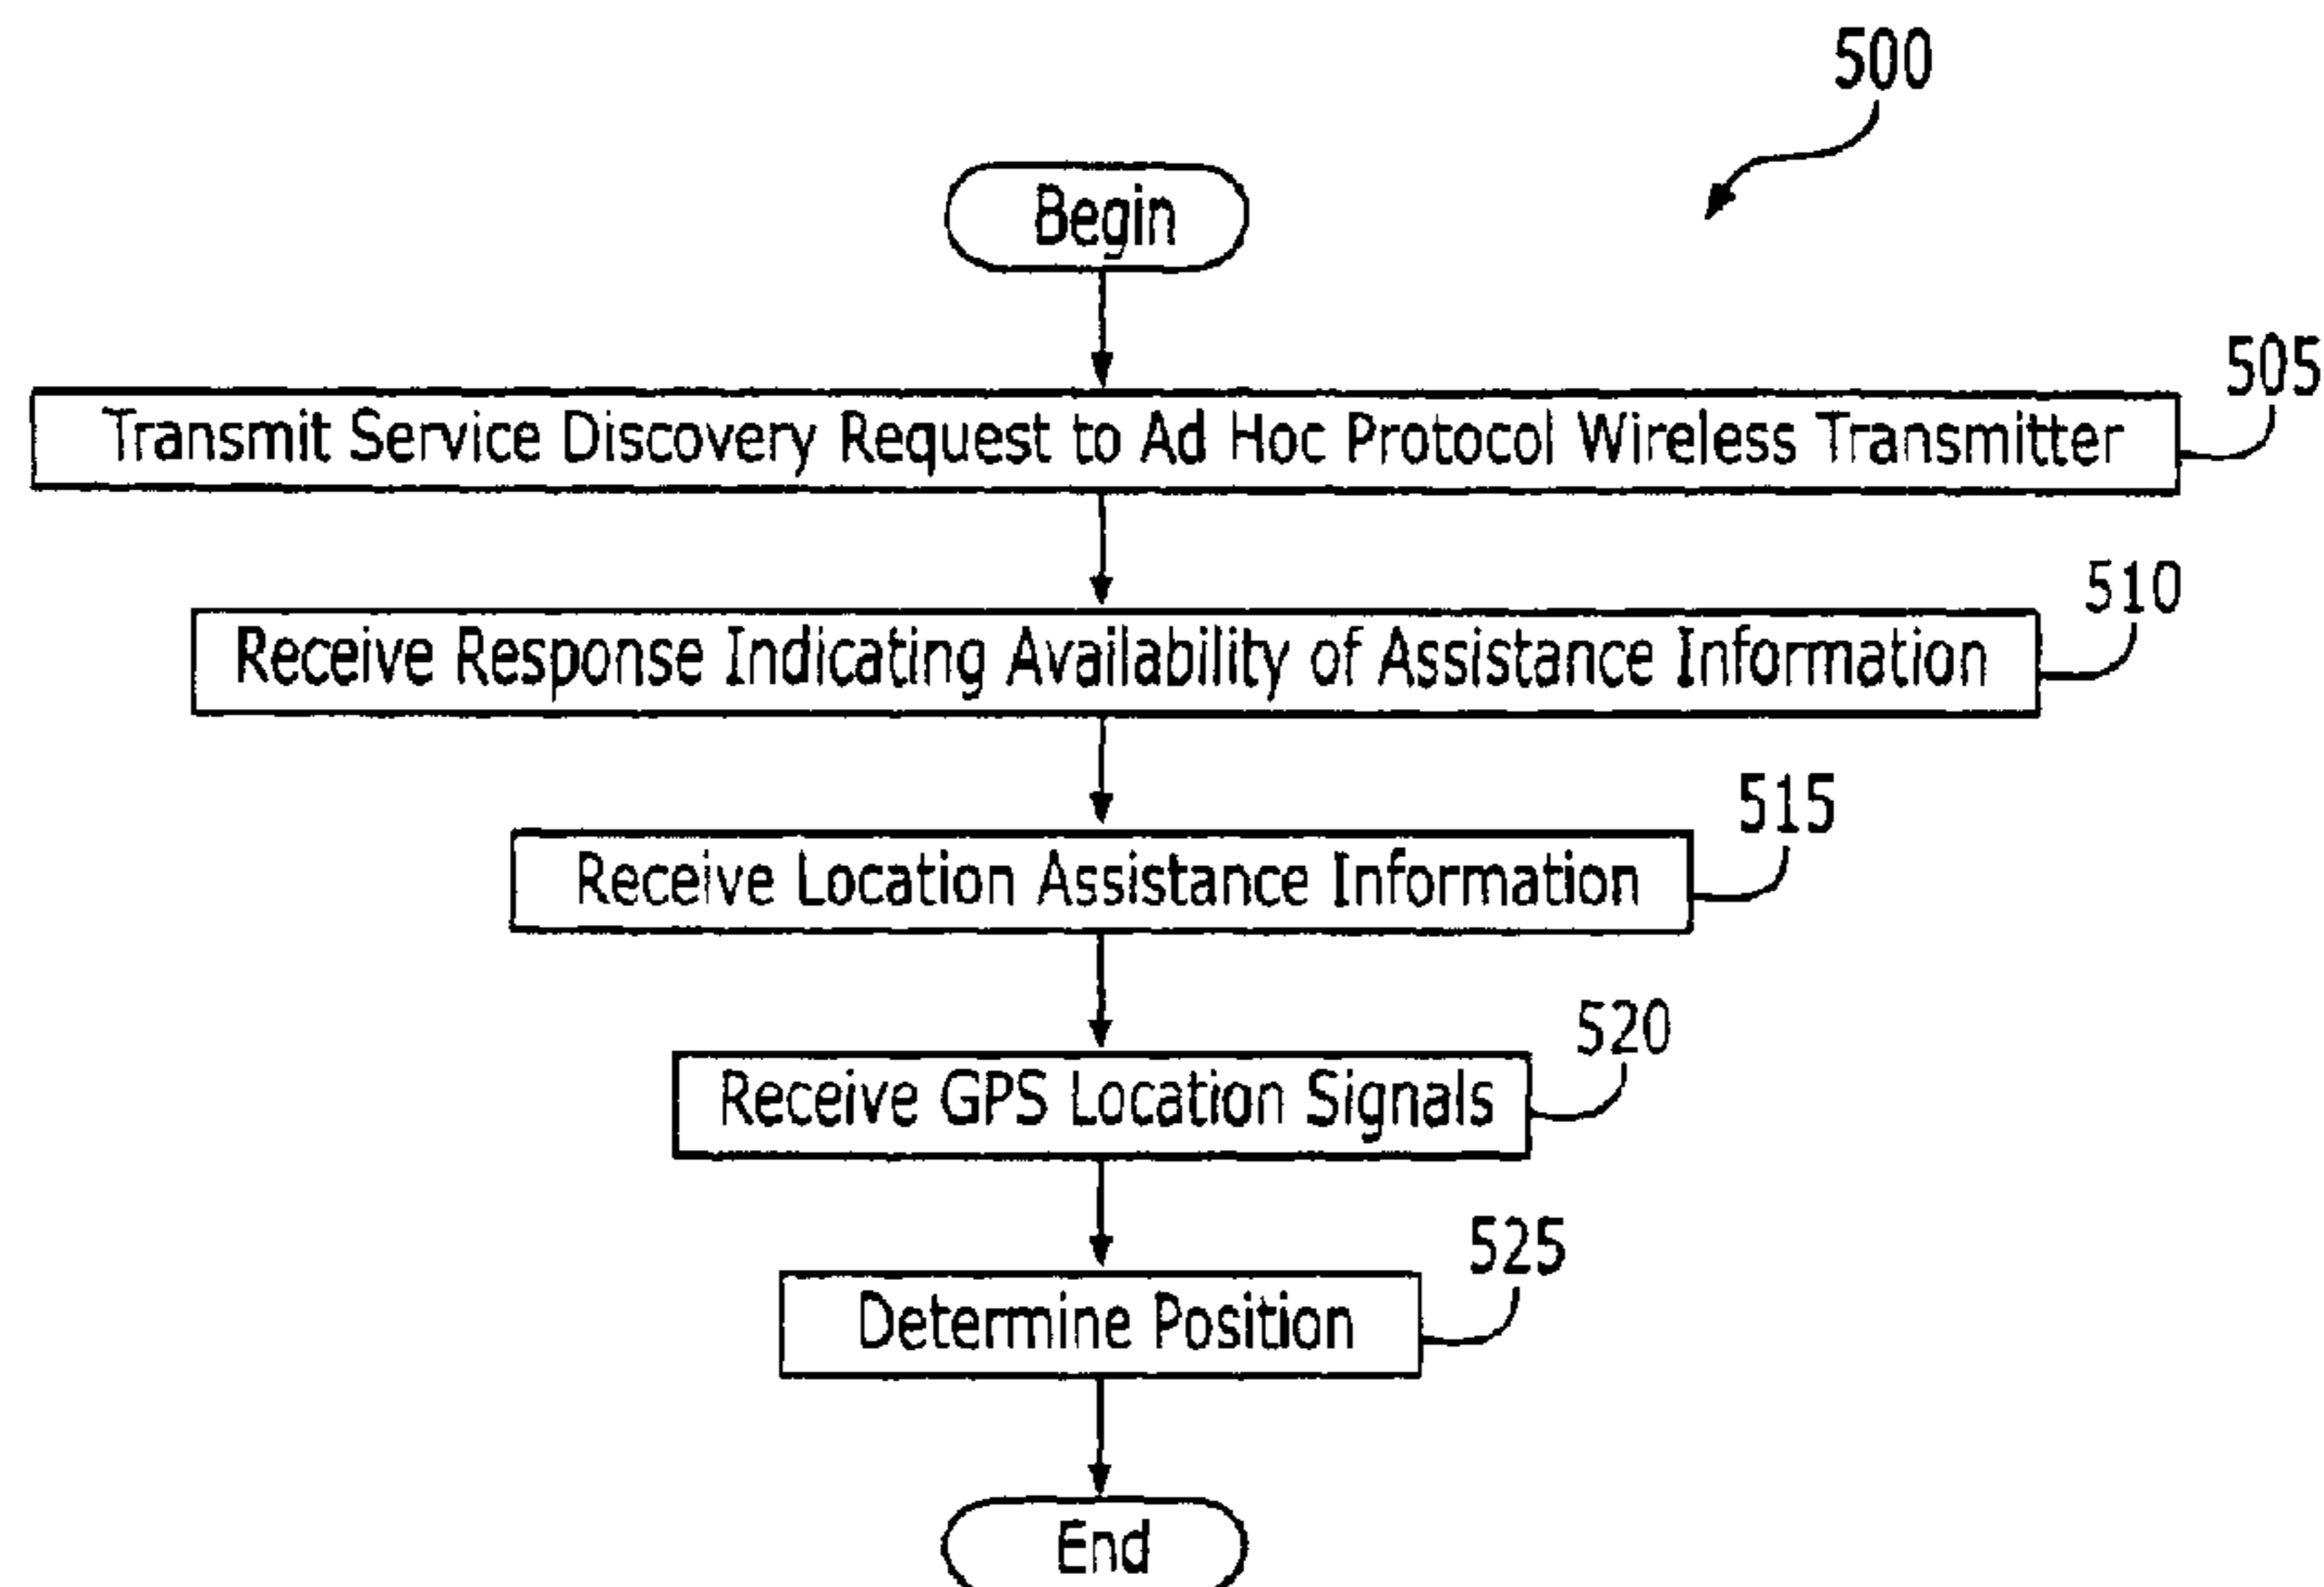 500
Begin
505
Transmit Service Discovery Request to Ad Hoc Protocol Wireless Transmitter
510
Receive Response Indicating Availability of Assistance Information
515
Receive Location Assistance Information
520
Receive GPS Location Signals
525
Determine Position
End